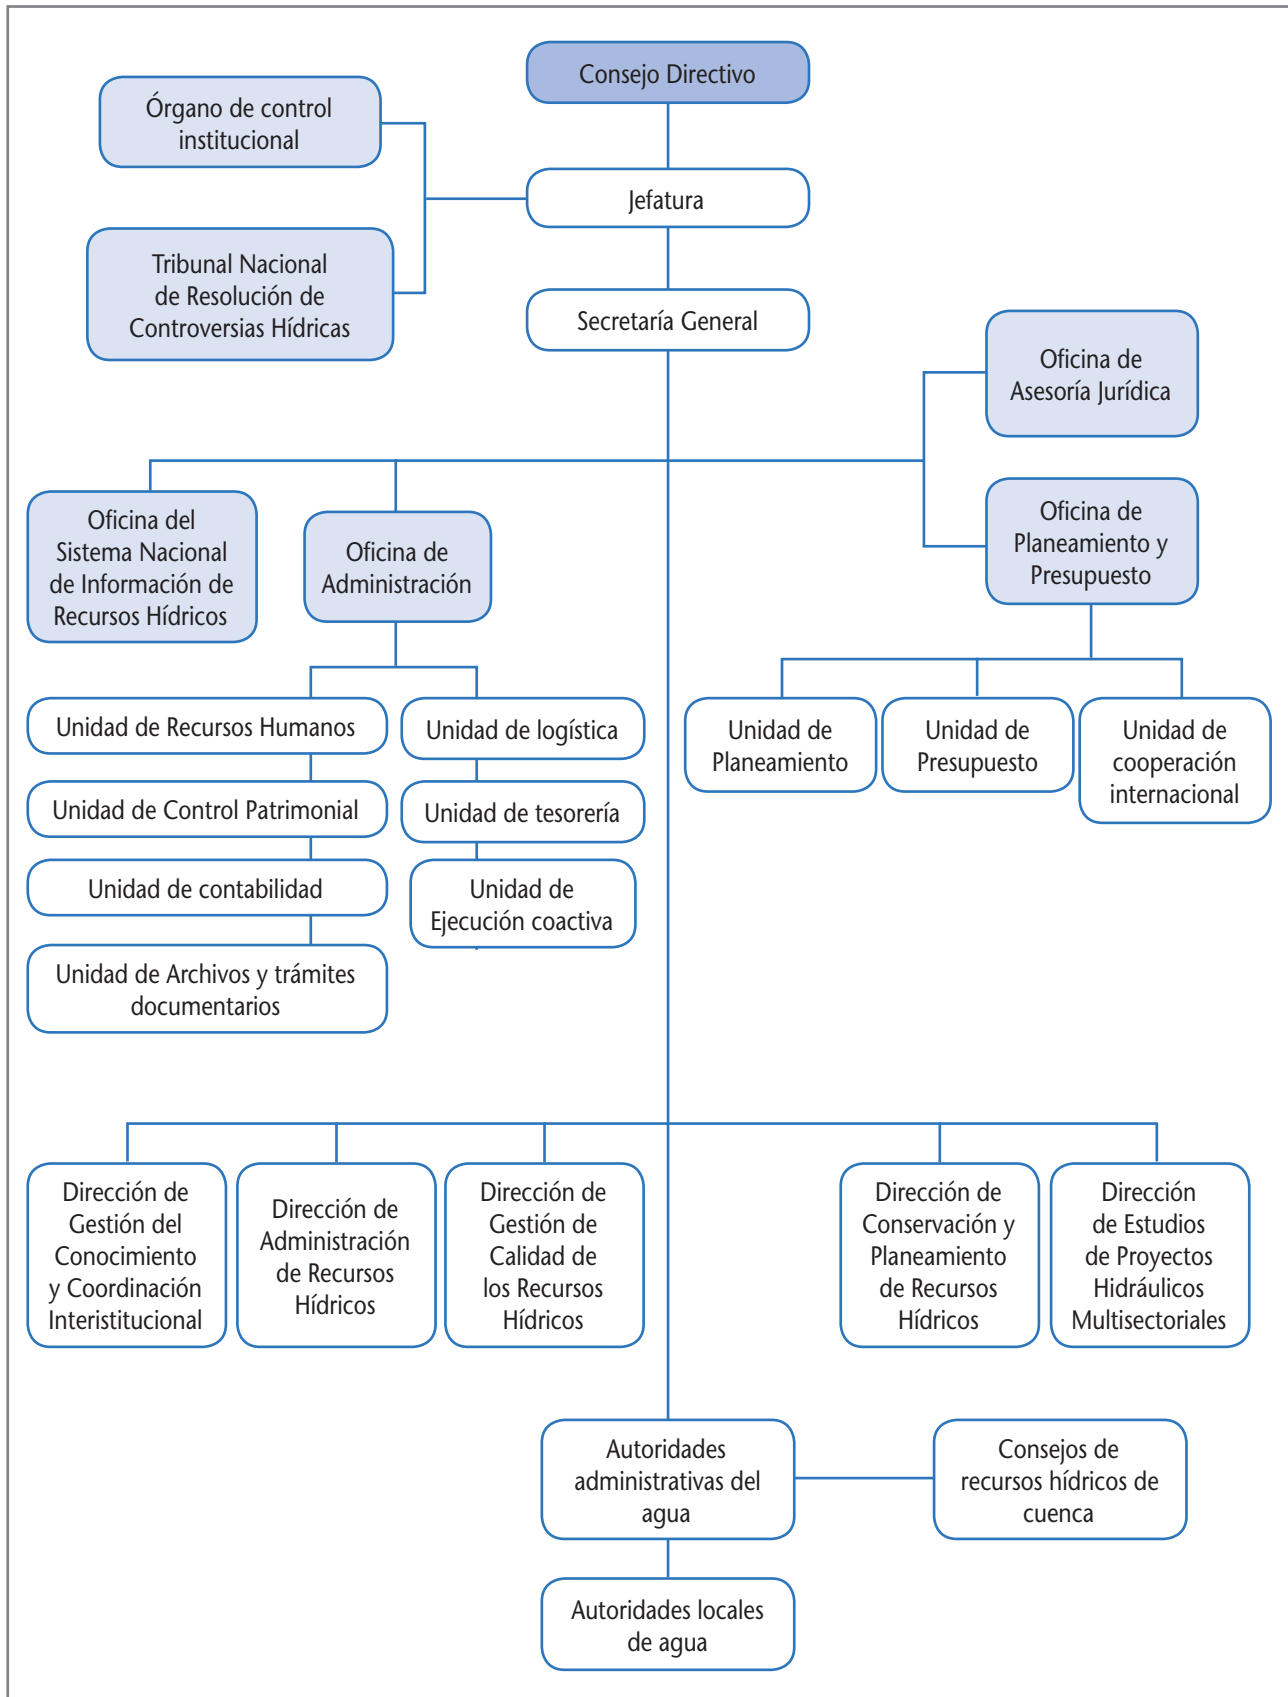 Consejo Directivo
Órgano de control
institucional
Jefatura
Tribunal Nacional
de Resolución de
Controversias Hídricas
Secretaría General
Oficina de
Asesoría Jurídica
Oficina del
Sistema Nacional
de Información de
Recursos Hídricos
Oficina de
Administración
Oficina de
Planeamiento y
Presupuesto
Unidad de Recursos Humanos
Unidad de Control Patrimonial
Unidad de contabilidad
Unidad de Archivos y trámites
documentarios
Unidad de logística
Unidad de tesorería
Unidad de
Ejecución coactiva
Unidad de
Planeamiento
Unidad de
Presupuesto
Unidad de
cooperación
internacional
Dirección de
Gestión del
Conocimiento
y Coordinación
Interistitucional
Dirección de
Administración
de Recursos
Hídricos
Dirección de
Gestión de
Calidad de
los Recursos
Hídricos
Dirección de
Conservación y
Planeamiento
de Recursos
Hídricos
Dirección
de Estudios
de Proyectos
Hidráulicos
Multisectoriales
Autoridades
administrativas del
agua
Consejos de
recursos hídricos de
cuenca
Autoridades locales
de agua